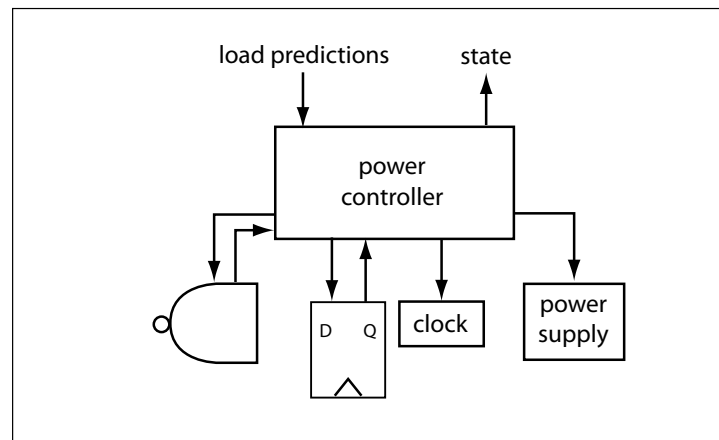 load predictions
state
power
controller
D
Q
clock
power
supply